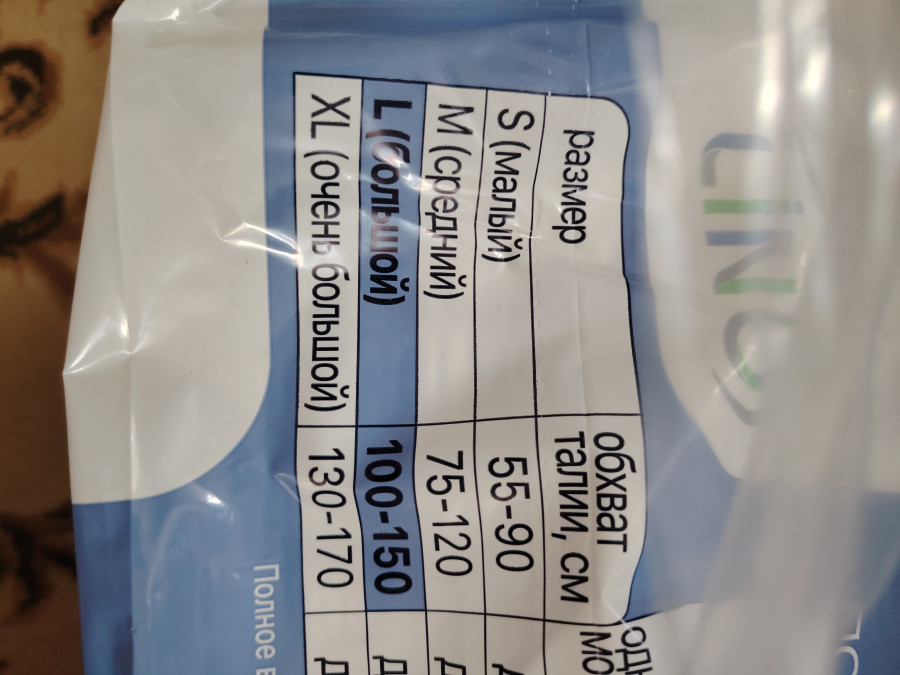 LINO
размер
обхват
талии, см
S (малый)
55-90
M (средний)
75-120
L (большой)
100-150
XL (очень большой)
130-170
Полное в